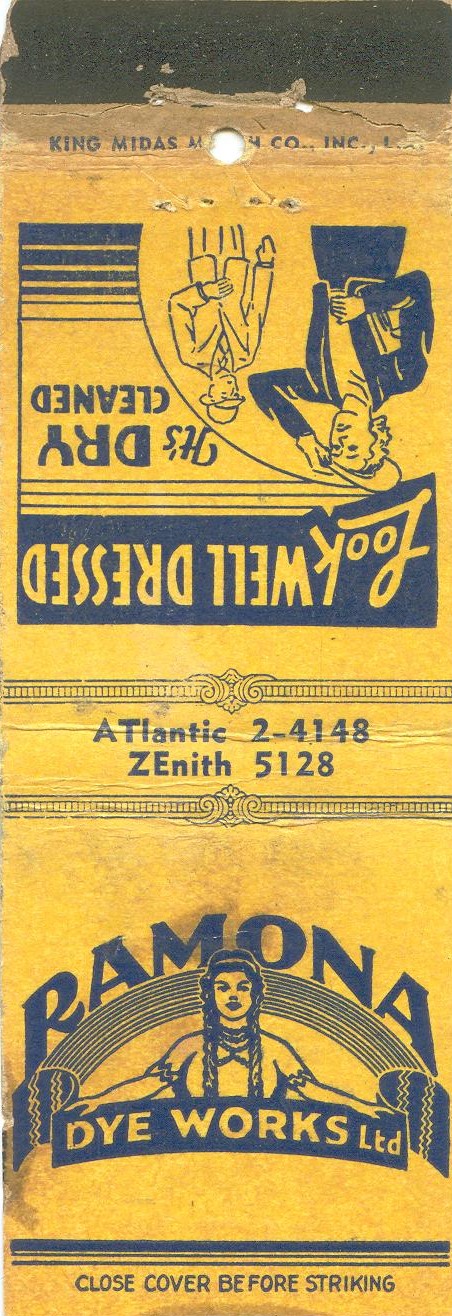 KING MIDAS CO., INC.,
Look WELL DRESSED
It's DRY
CLEANED
ATlantic 2-4148
ZEnith 5128
RAMONA
DYE WORKS Ltd
CLOSE COVER BEFORE STRIKING